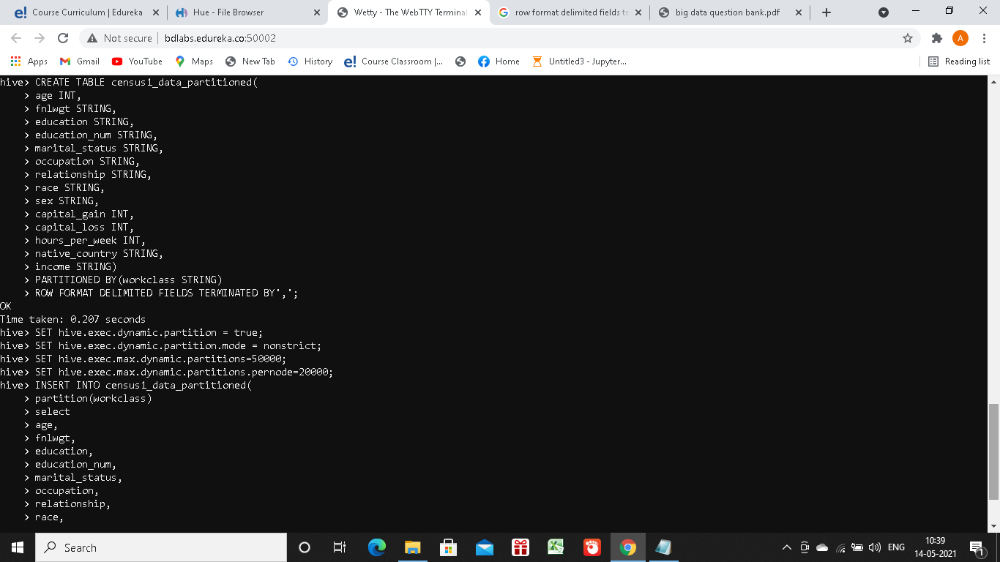 Course Curriculum | Edureka
Hue - File Browser
Wetty - The WebTTY Terminal
row format delimited fields te
big data question bank.pdf
Not secure
bdlabs.edureka.co:50002
A
Apps
Gmail
YouTube
Maps
New Tab
History
e! Course Classroom |...
Home
Untitled3 - Jupyter...
Reading list
hive> CREATE TABLE census1_data_partitioned(
> age INT,
> fnlwgt STRING,
> education STRING,
> education_num STRING,
> marital_status STRING,
> occupation STRING,
> relationship STRING,
> race STRING,
> sex STRING,
> capital_gain INT,
> capital_loss INT,
> hours_per_week INT,
> native_country STRING,
> income STRING)
> PARTITIONED BY(workclass STRING)
> ROW FORMAT DELIMITED FIELDS TERMINATED BY',';
OK
Time taken: 0.207 seconds
hive> SET hive.exec.dynamic.partition = true;
hive> SET hive.exec.dynamic.partition.mode = nonstrict;
hive> SET hive.exec.max.dynamic.partitions=50000;
hive> SET hive.exec.max.dynamic.partitions.pernode=20000;
hive> INSERT INTO census1_data_partitioned(
> partition(workclass)
> select
> age,
> fnlwgt,
> education,
> education_num,
> marital_status,
> occupation,
> relationship,
> race,
Search
ENG
10:39
14-05-2021
1